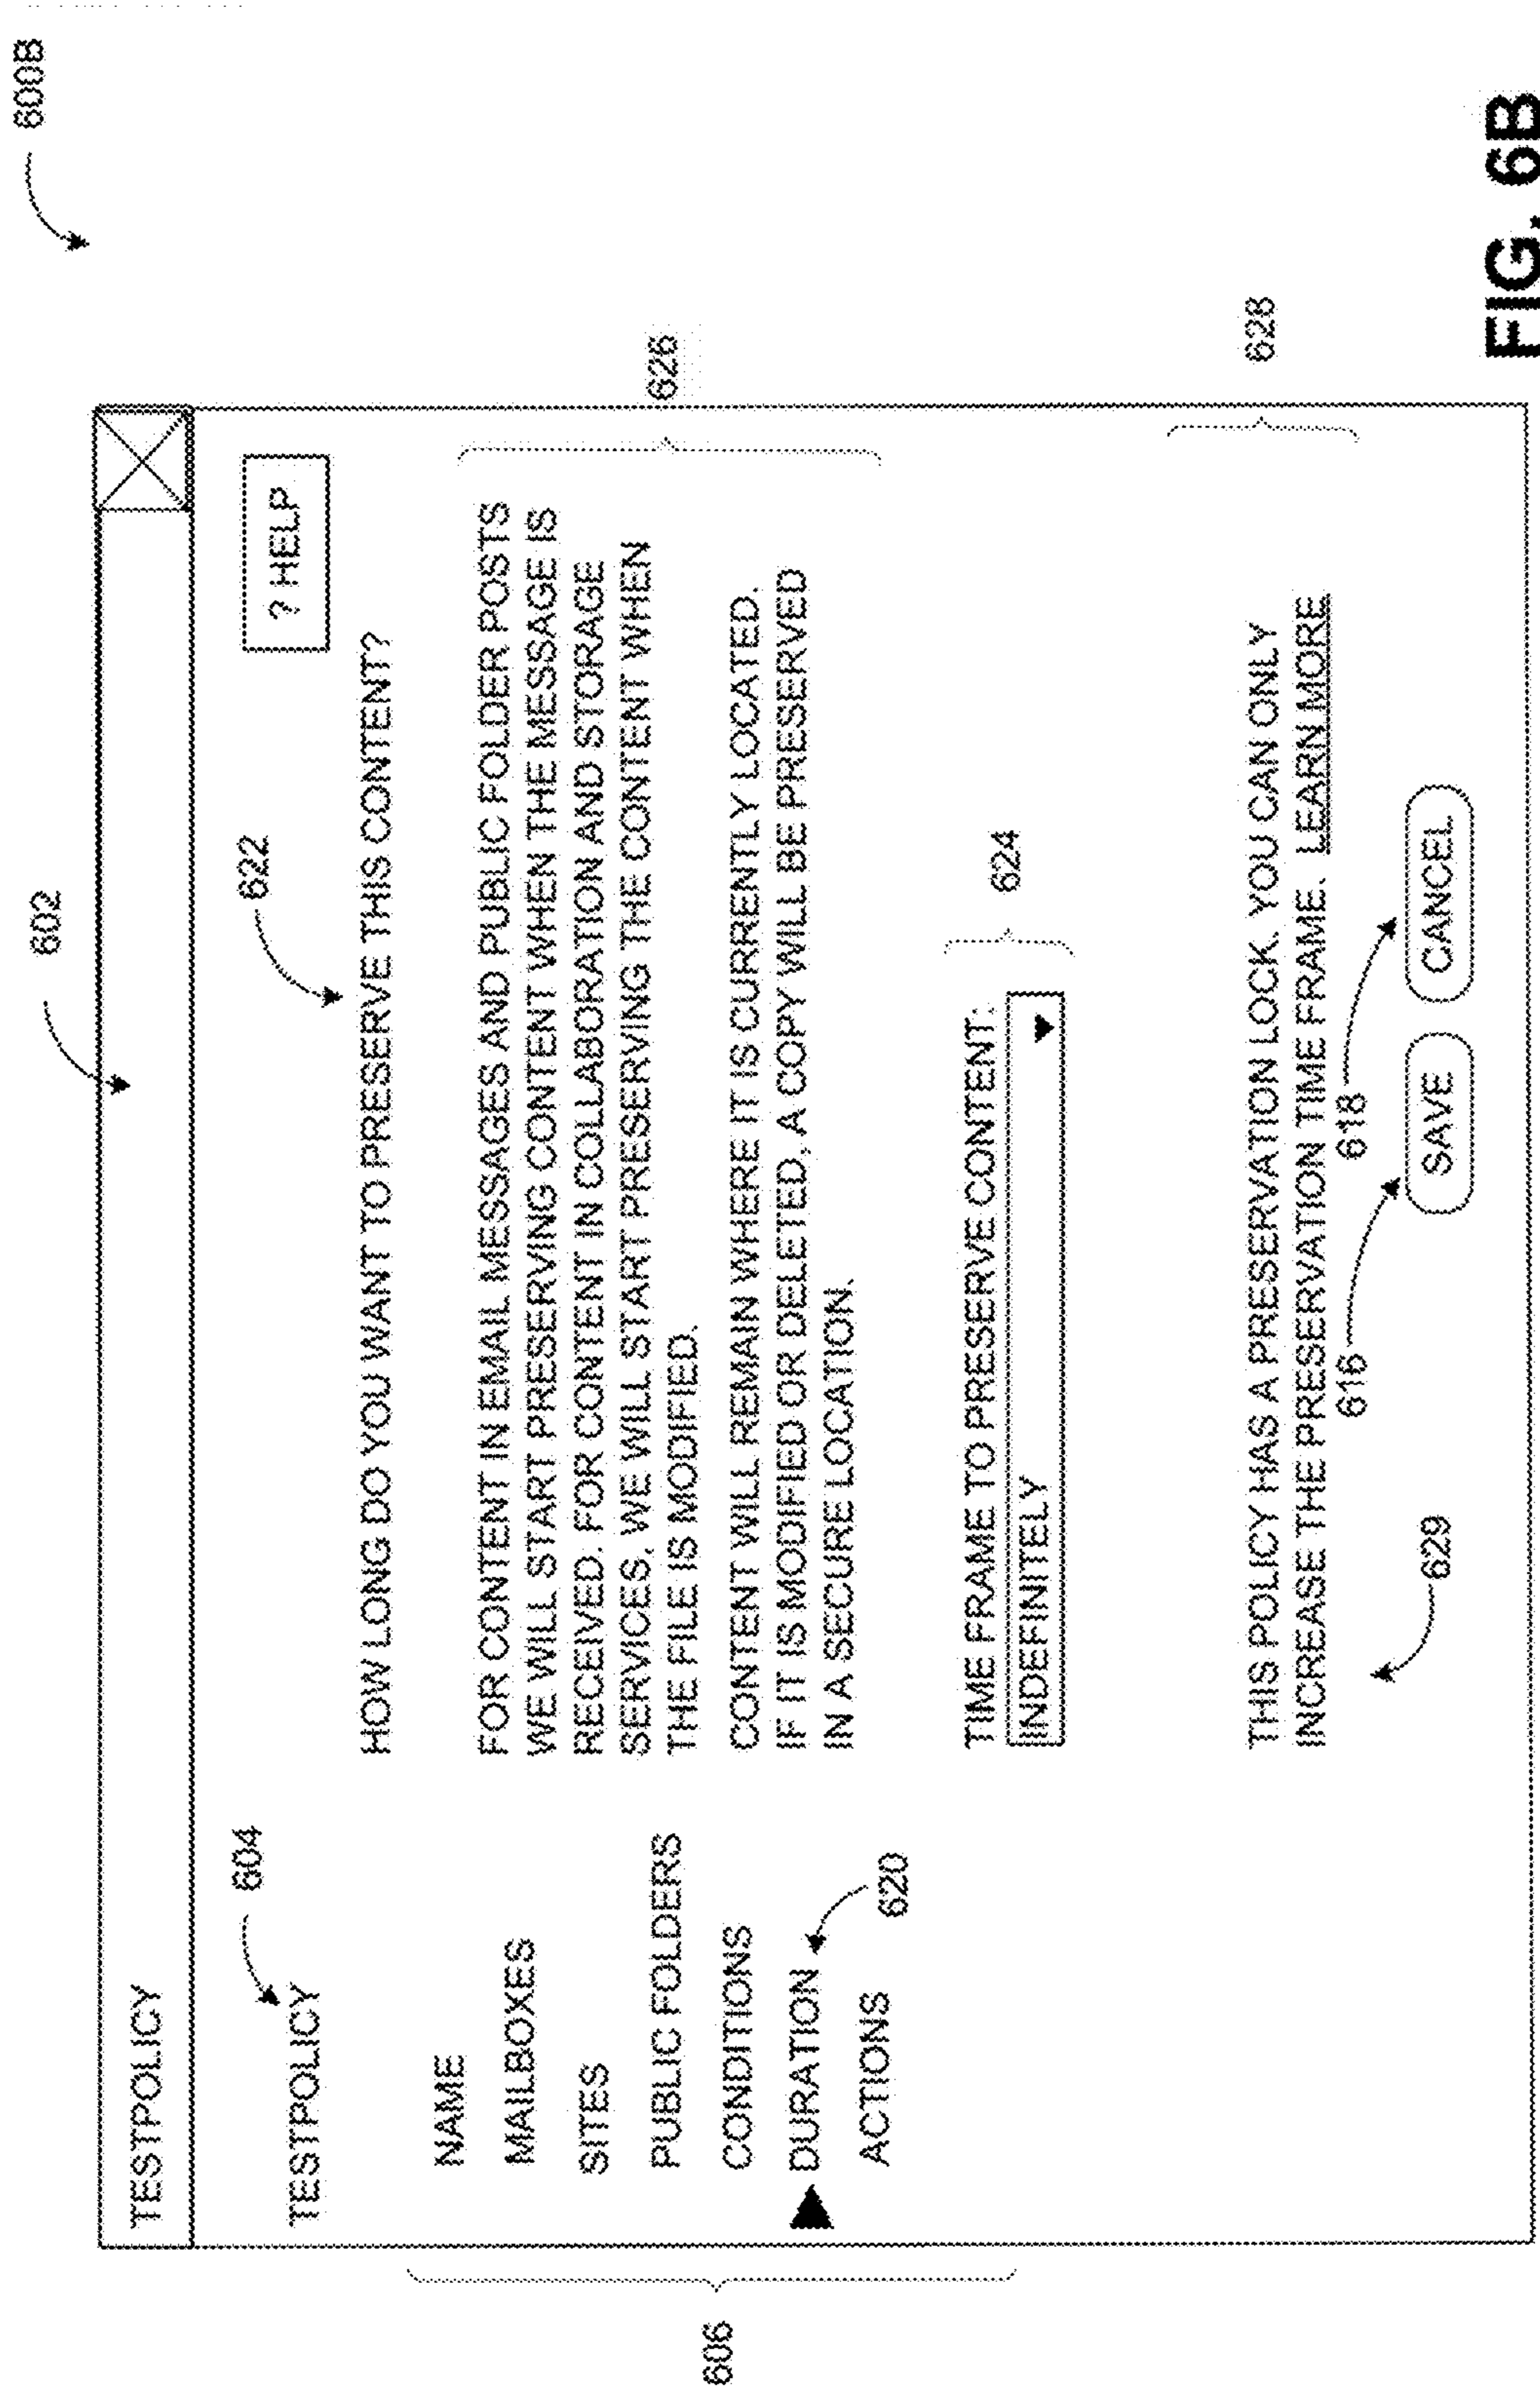 600B
602
TESTPOLICY
604
TESTPOLICY
622
? HELP
HOW LONG DO YOU WANT TO PRESERVE THIS CONTENT?
606
NAME
MAILBOXES
SITES
PUBLIC FOLDERS
CONDITIONS
DURATION
620
ACTIONS
FOR CONTENT IN EMAIL MESSAGES AND PUBLIC FOLDER POSTS
WE WILL START PRESERVING CONTENT WHEN THE MESSAGE IS
RECEIVED. FOR CONTENT IN COLLABORATION AND STORAGE
SERVICES, WE WILL START PRESERVING THE CONTENT WHEN
THE FILE IS MODIFIED.
626
CONTENT WILL REMAIN WHERE IT IS CURRENTLY LOCATED.
IF IT IS MODIFIED OR DELETED, A COPY WILL BE PRESERVED
IN A SECURE LOCATION.
TIME FRAME TO PRESERVE CONTENT:
INDEFINITELY
624
THIS POLICY HAS A PRESERVATION LOCK. YOU CAN ONLY
INCREASE THE PRESERVATION TIME FRAME. LEARN MORE
628
629
616
618
SAVE
CANCEL
FIG. 6B